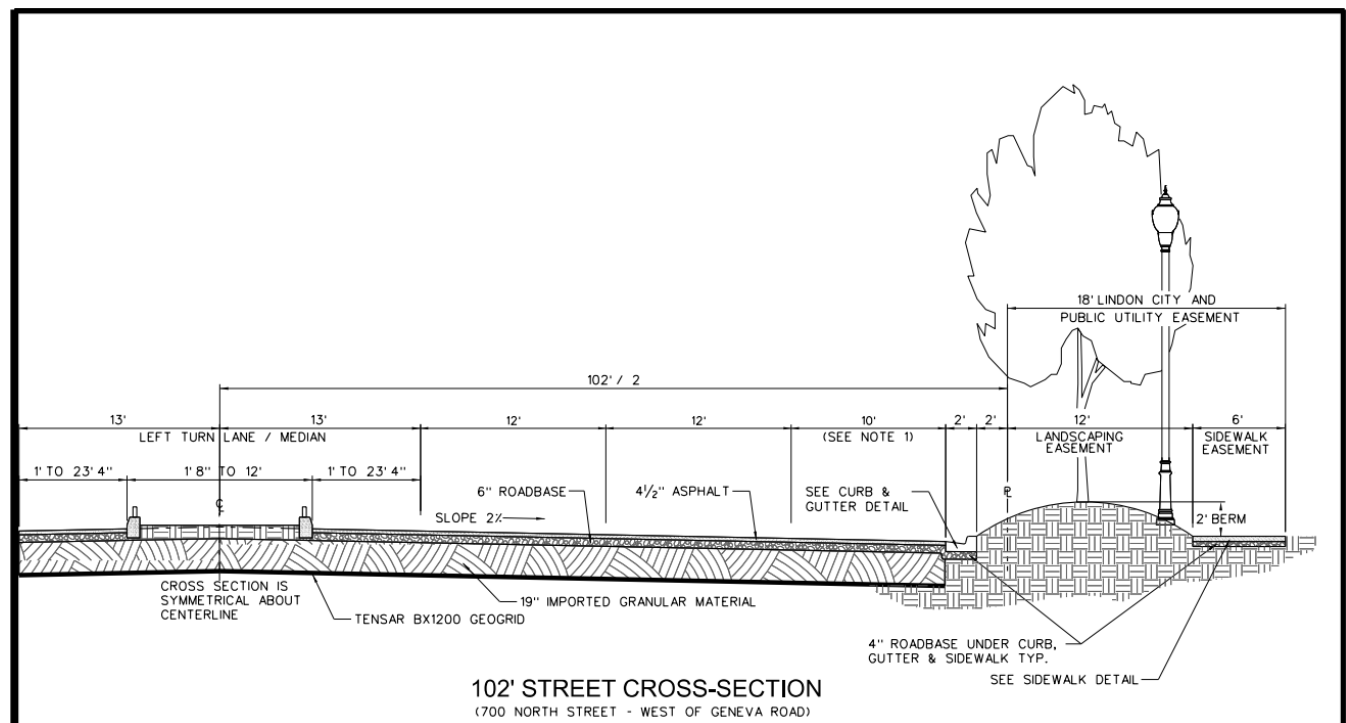 18' LINDON CITY AND
PUBLIC UTILITY EASEMENT
102' / 2
13' 13' 12' 12' 10' 2' 2' 12' 6'
LEFT TURN LANE / MEDIAN
(SEE NOTE 1)
LANDSCAPING
EASEMENT
SIDEWALK
EASEMENT
1' TO 23' 4" 1' 8" TO 12' 1' TO 23' 4"
6" ROADBASE
4½" ASPHALT
SEE CURB &
GUTTER DETAIL
℄
SLOPE 2%
2' BERM
CROSS SECTION IS
SYMMETRICAL ABOUT
CENTERLINE
19" IMPORTED GRANULAR MATERIAL
TENSAR BX1200 GEOGRID
4" ROADBASE UNDER CURB,
GUTTER & SIDEWALK TYP.
SEE SIDEWALK DETAIL
102' STREET CROSS-SECTION
(700 NORTH STREET - WEST OF GENEVA ROAD)